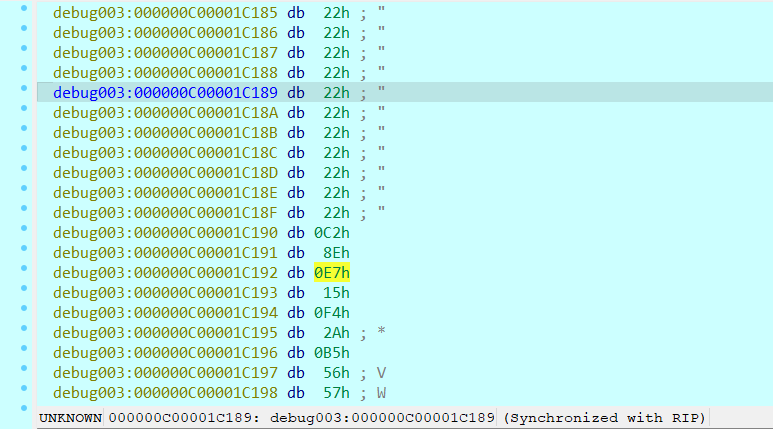 debug003:000000C00001C185 db  22h ; "
debug003:000000C00001C186 db  22h ; "
debug003:000000C00001C187 db  22h ; "
debug003:000000C00001C188 db  22h ; "
debug003:000000C00001C189 db  22h ; "
debug003:000000C00001C18A db  22h ; "
debug003:000000C00001C18B db  22h ; "
debug003:000000C00001C18C db  22h ; "
debug003:000000C00001C18D db  22h ; "
debug003:000000C00001C18E db  22h ; "
debug003:000000C00001C18F db  22h ; "
debug003:000000C00001C190 db 0C2h
debug003:000000C00001C191 db  8Eh
debug003:000000C00001C192 db 0E7h
debug003:000000C00001C193 db  15h
debug003:000000C00001C194 db 0F4h
debug003:000000C00001C195 db  2Ah ; *
debug003:000000C00001C196 db 0B5h
debug003:000000C00001C197 db  56h ; V
debug003:000000C00001C198 db  57h ; W
UNKNOWN 000000C00001C189: debug003:000000C00001C189 (Synchronized with RIP)